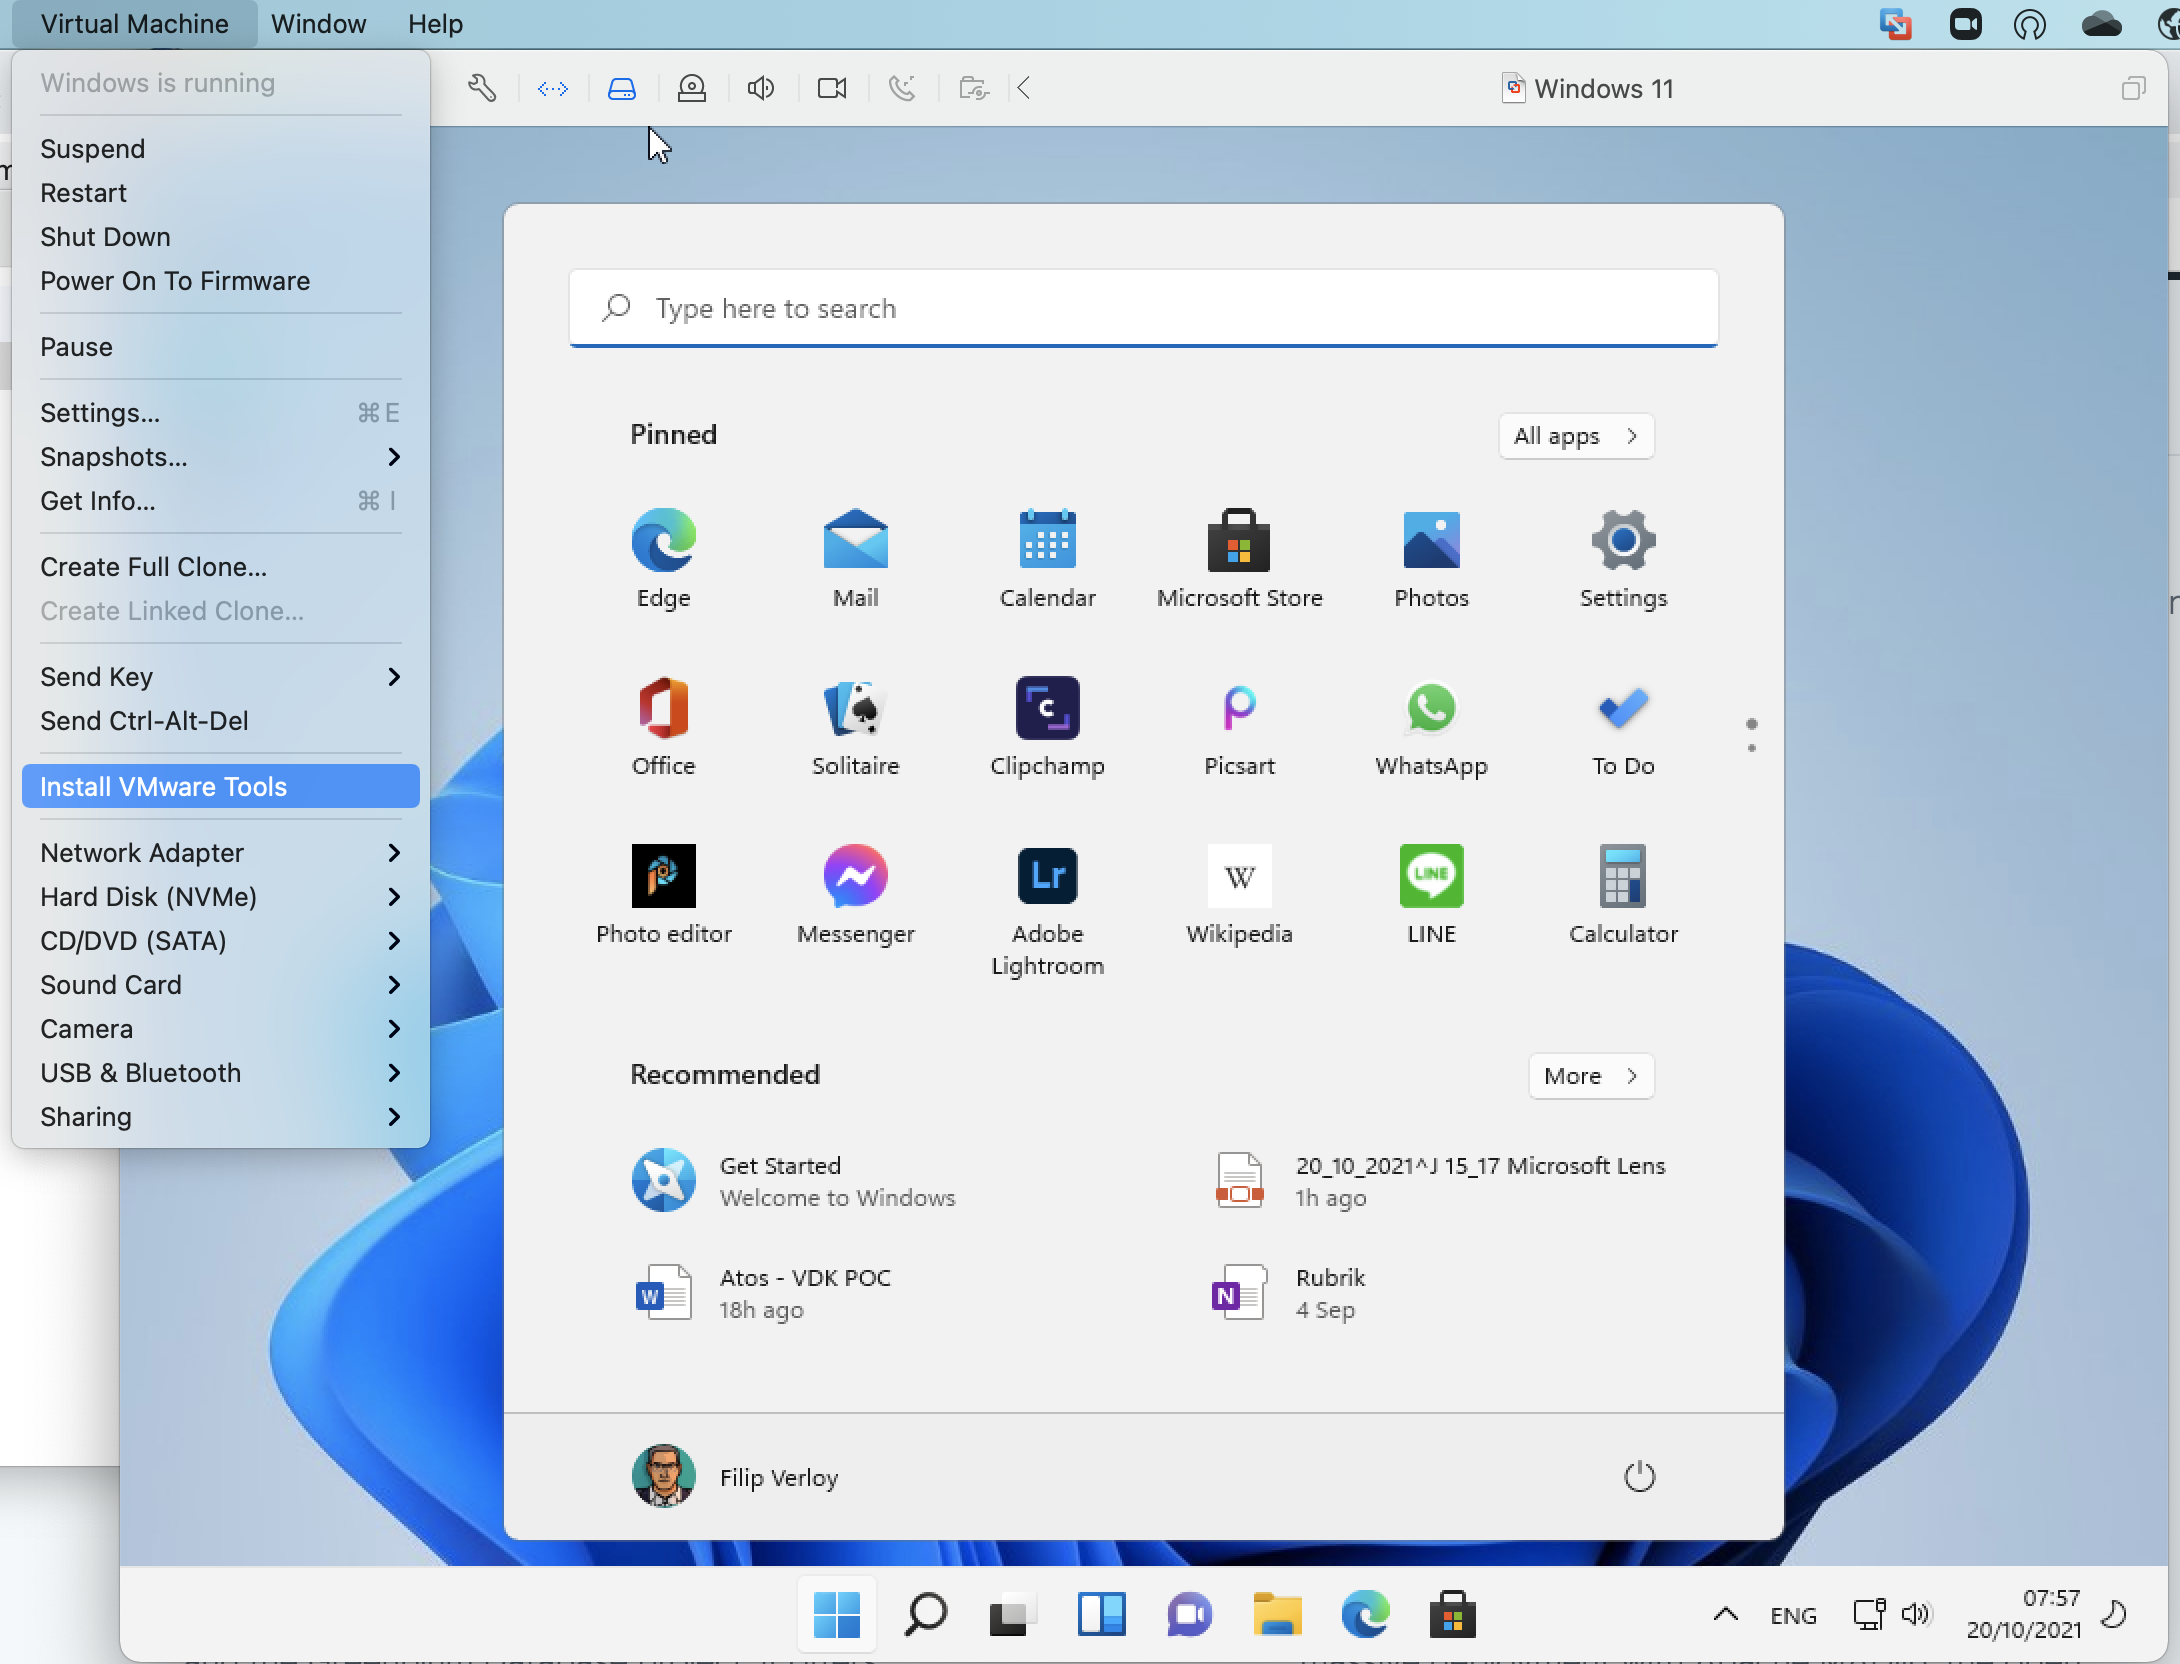 Virtual Machine Window Help
Windows is running
Suspend
Restart
Shut Down
Power On To Firmware
Pause
Settings... ⌘E
Snapshots...
Get Info... ⌘I
Create Full Clone...
Create Linked Clone...
Send Key
Send Ctrl-Alt-Del
Install VMware Tools
Network Adapter
Hard Disk (NVMe)
CD/DVD (SATA)
Sound Card
Camera
USB & Bluetooth
Sharing
Windows 11
Type here to search
Pinned
All apps
Edge
Mail
Calendar
Microsoft Store
Photos
Settings
Office
Solitaire
C
Clipchamp
Picsart
WhatsApp
To Do
Photo editor
Messenger
Lr
Adobe
Lightroom
W
Wikipedia
LINE
LINE
Calculator
Recommended
More
Get Started
Welcome to Windows
20_10_2021^J 15_17 Microsoft Lens
1h ago
W
Atos - VDK POC
18h ago
N
Rubrik
4 Sep
Filip Verloy
ENG
07:57
20/10/2021